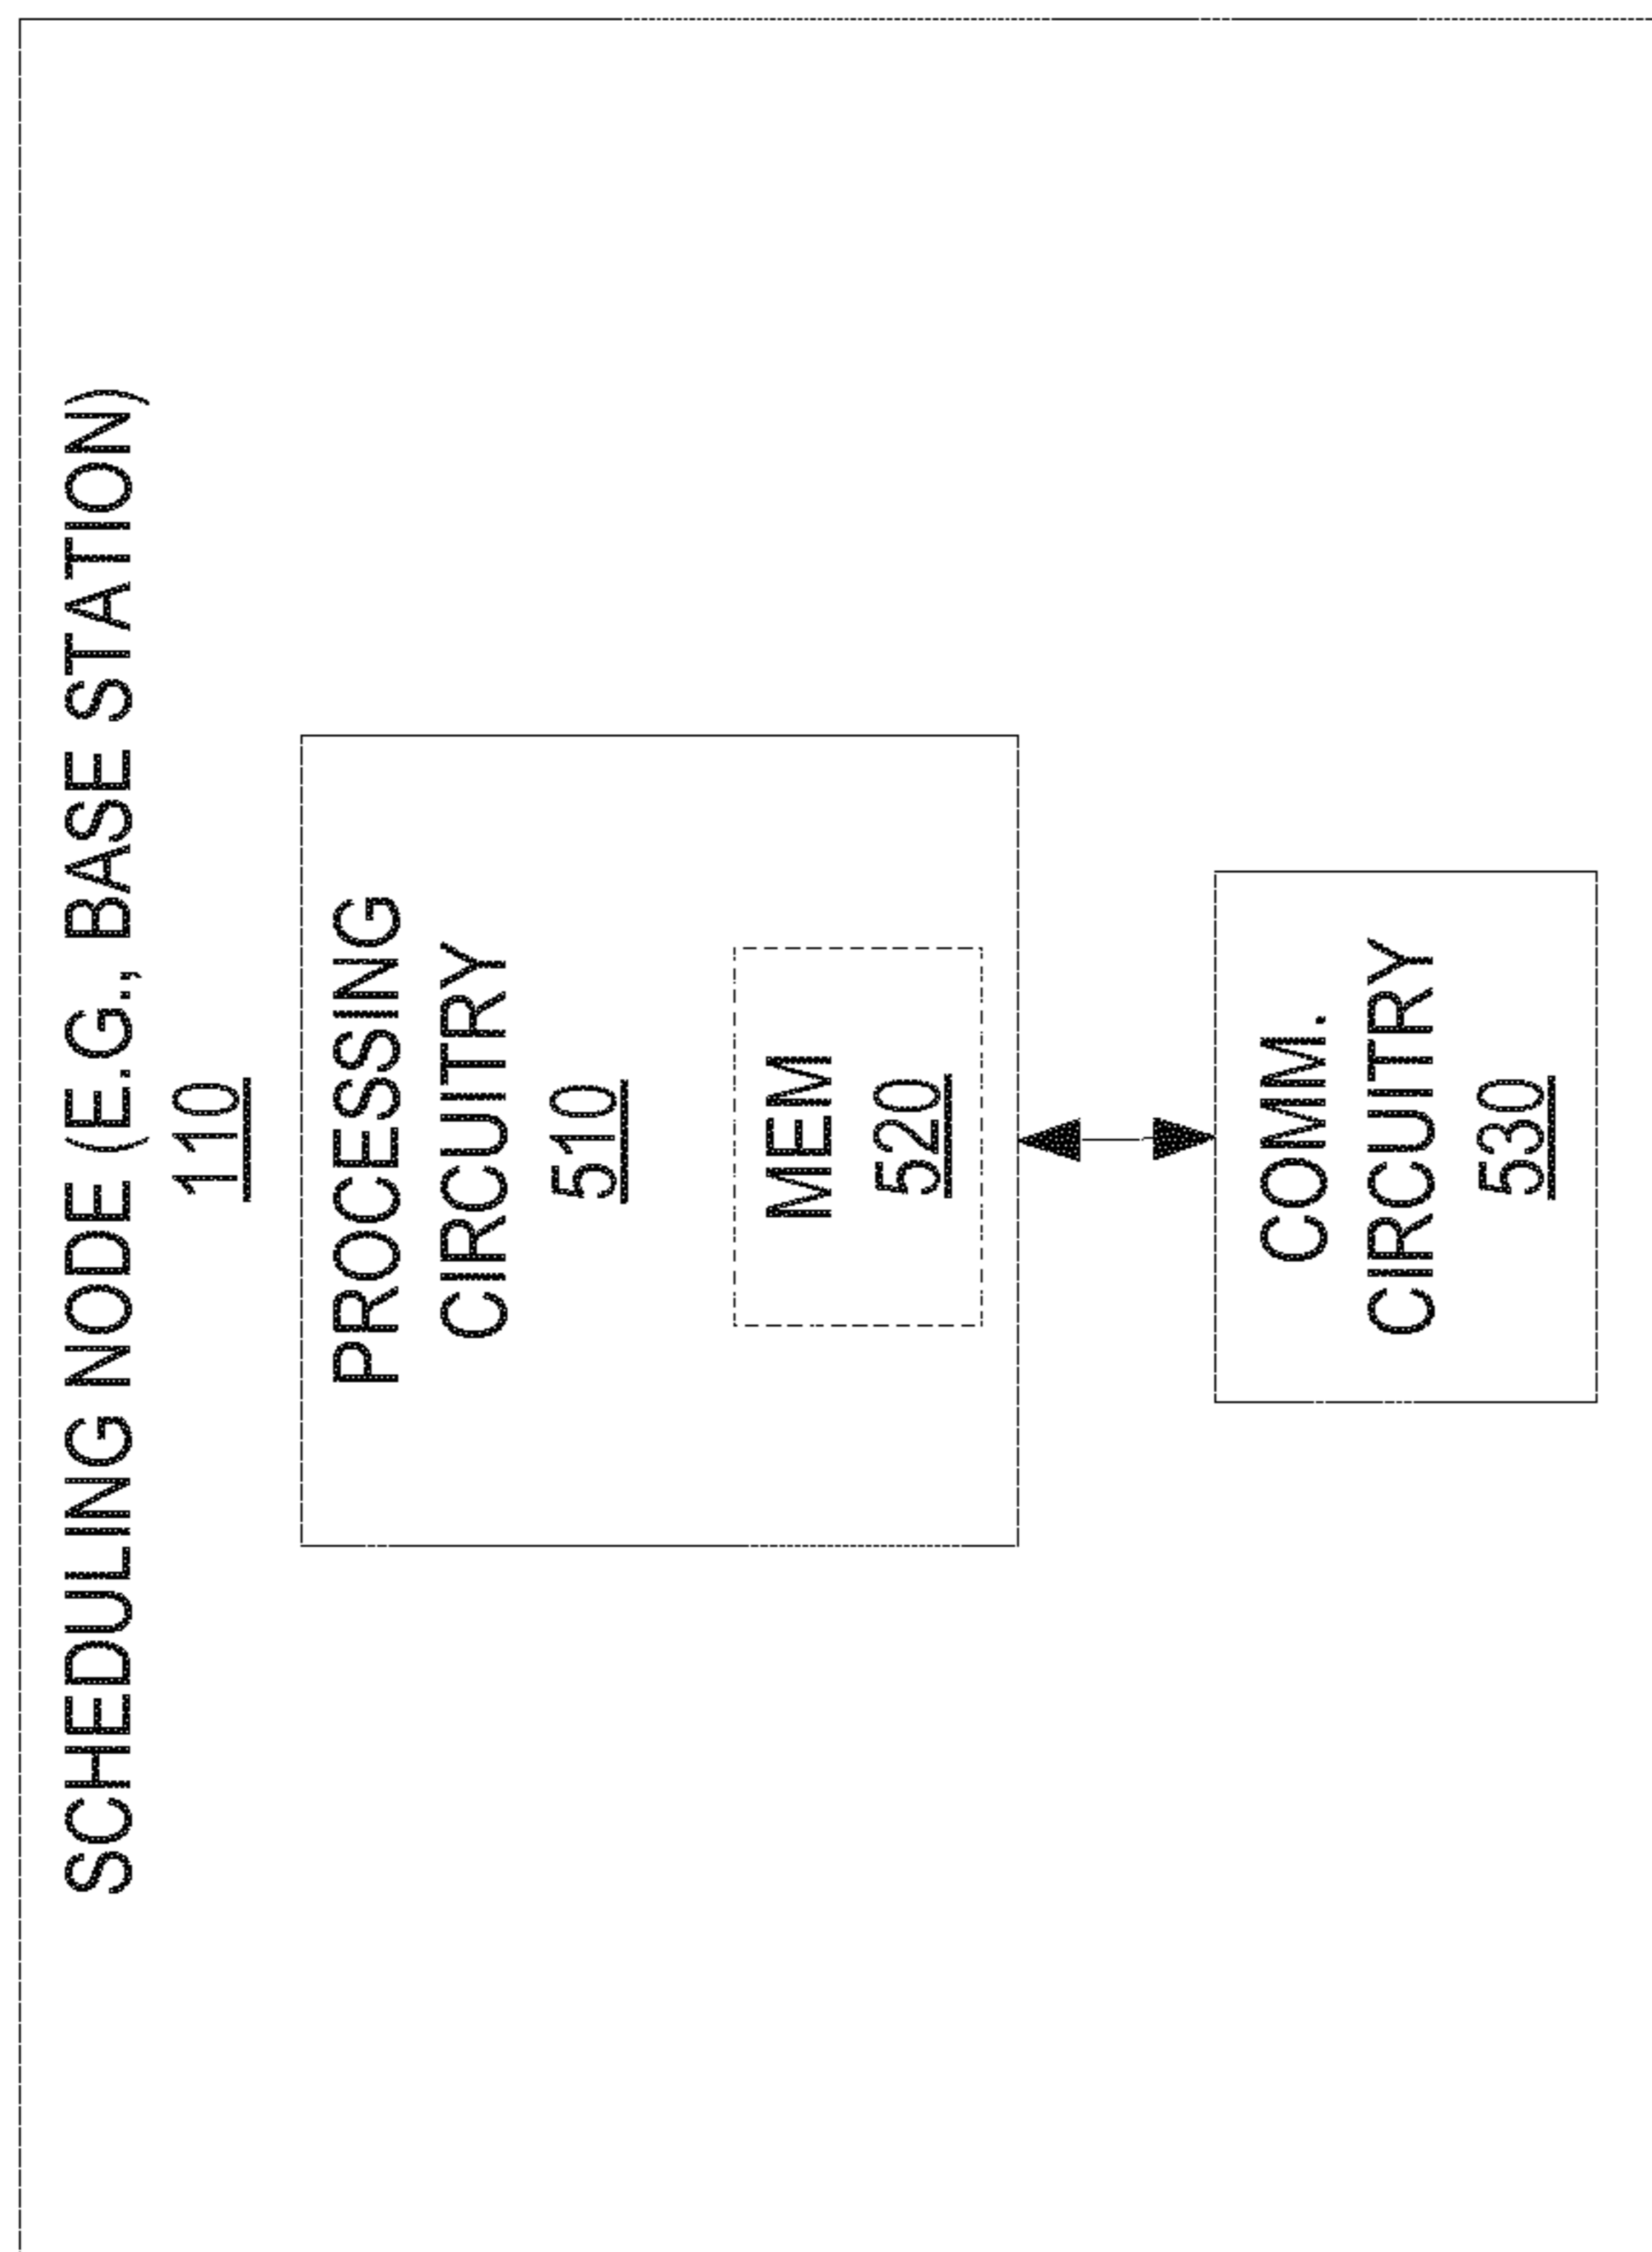 SCHEDULING NODE (E.G., BASE STATION)
110
PROCESSING
CIRCUITRY
510
MEM
520
COMM.
CIRCUITRY
530